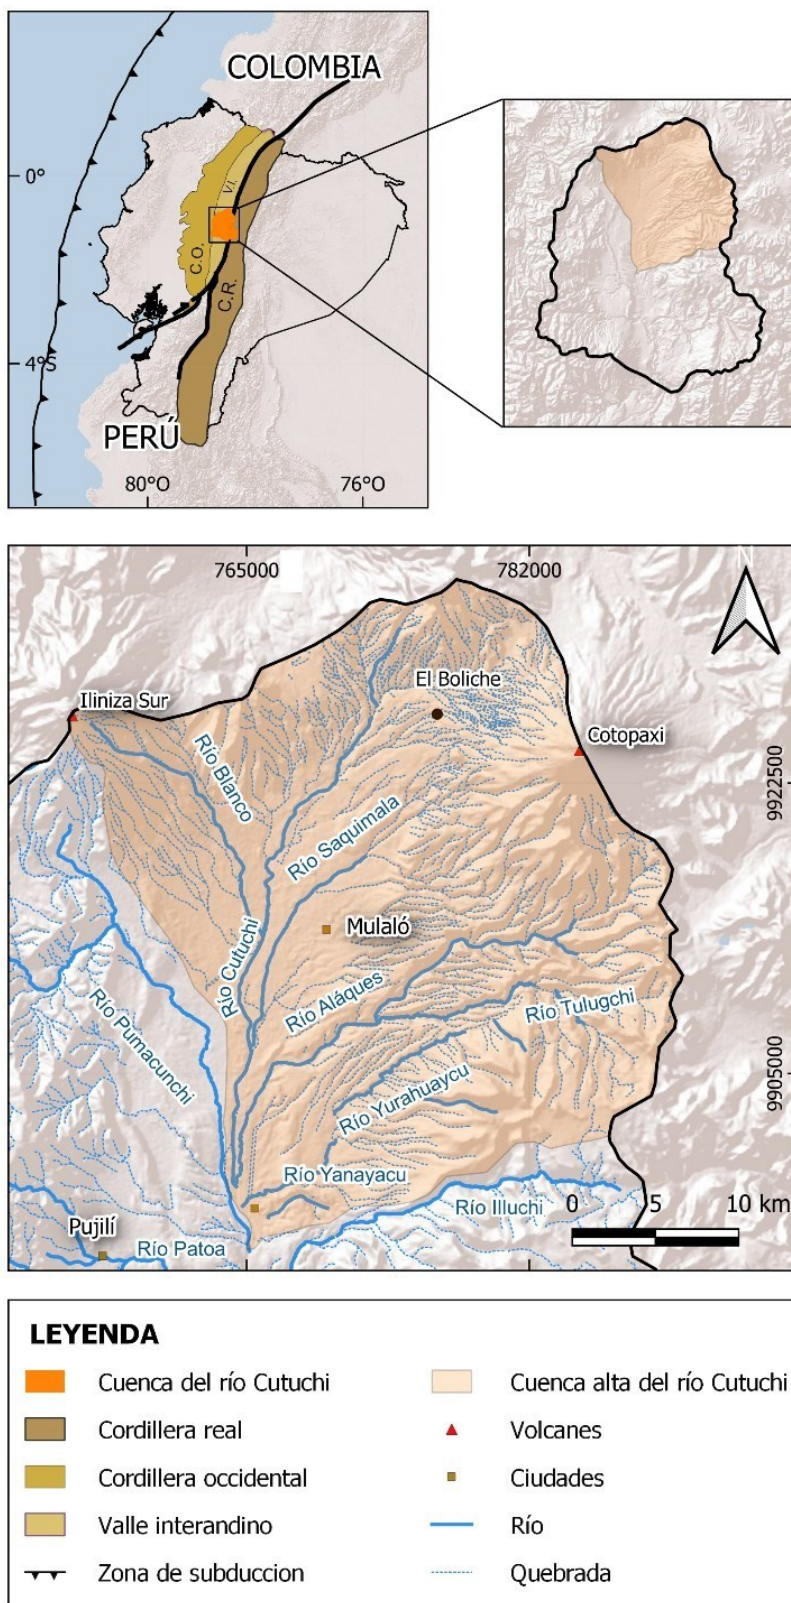 COLOMBIA
0°
V.I.
C.O.
C.R.
4°S
PERÚ
80°O
76°O
765000
782000
N
El Boliche
Iliniza Sur
Cotopaxi
Río Blanco
9922500
Río Saquimala
Mulaló
Río Cutuchi
Río Aláques
Río Tulugchi
Río Pumacunchi
9905000
Río Yurahuaycu
Río Yanayacu
Río Illuchi
0 5 10 km
Pujilí
Río Patoa
LEYENDA
Cuenca del río Cutuchi
Cordillera real
Cordillera occidental
Valle interandino
Zona de subduccion
Cuenca alta del río Cutuchi
Volcanes
Ciudades
Río
Quebrada